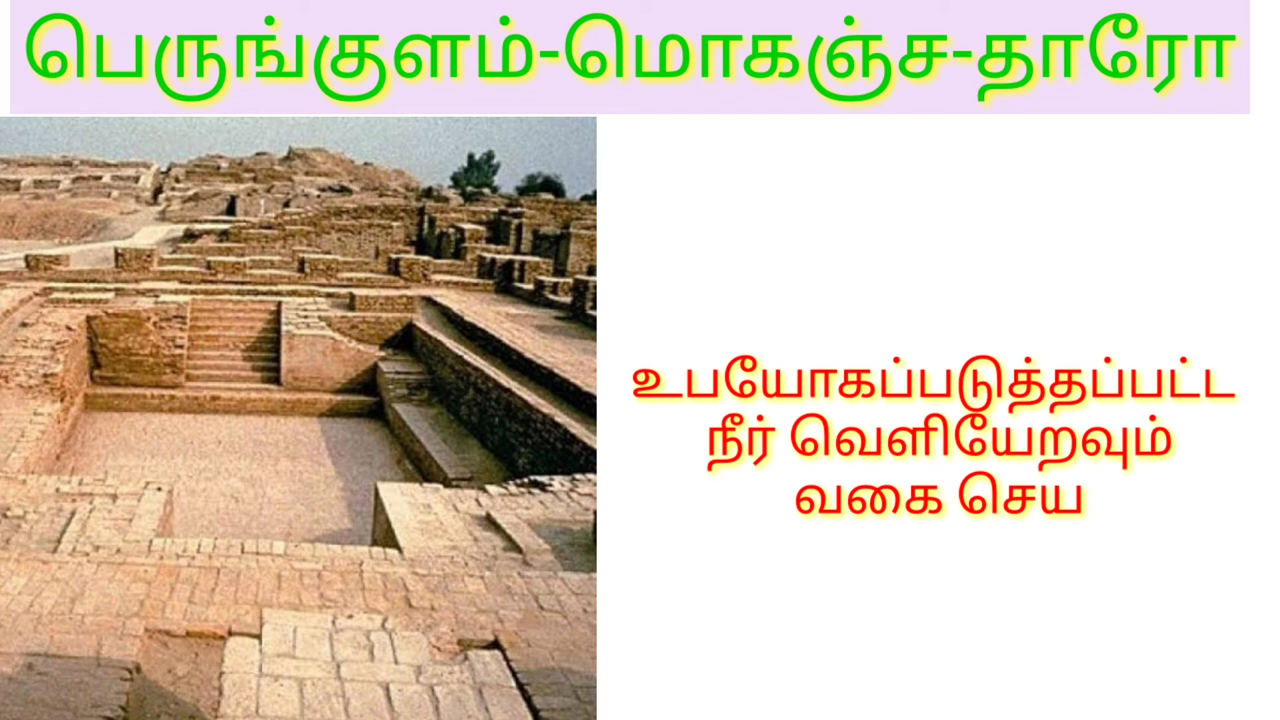 பெருங்குளம்-மொகஞ்ச-தாரோ
உபயோகப்படுத்தப்பட்ட
நீர் வெளியேறவும்
வகை செய